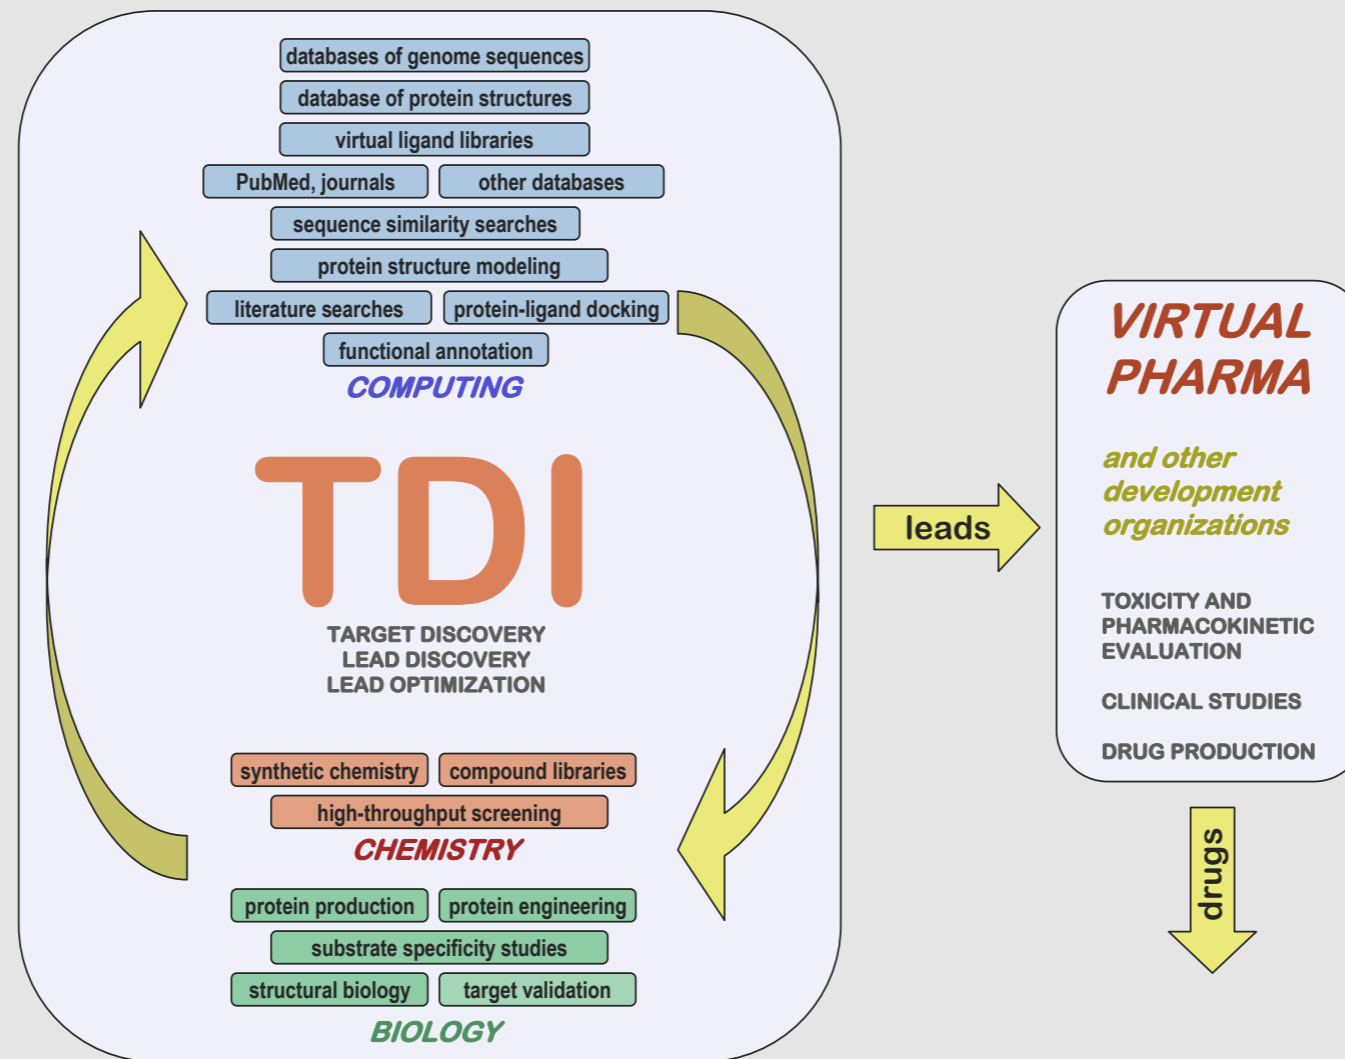 databases of genome sequences
database of protein structures
virtual ligand libraries
PubMed, journals
other databases
sequence similarity searches
protein structure modeling
literature searches
protein-ligand docking
functional annotation
COMPUTING
TDI
TARGET DISCOVERY
LEAD DISCOVERY
LEAD OPTIMIZATION
synthetic chemistry
compound libraries
high-throughput screening
CHEMISTRY
protein production
protein engineering
substrate specificity studies
structural biology
target validation
BIOLOGY
leads
VIRTUAL
PHARMA
and other
development
organizations
TOXICITY AND
PHARMACOKINETIC
EVALUATION
CLINICAL STUDIES
DRUG PRODUCTION
drugs